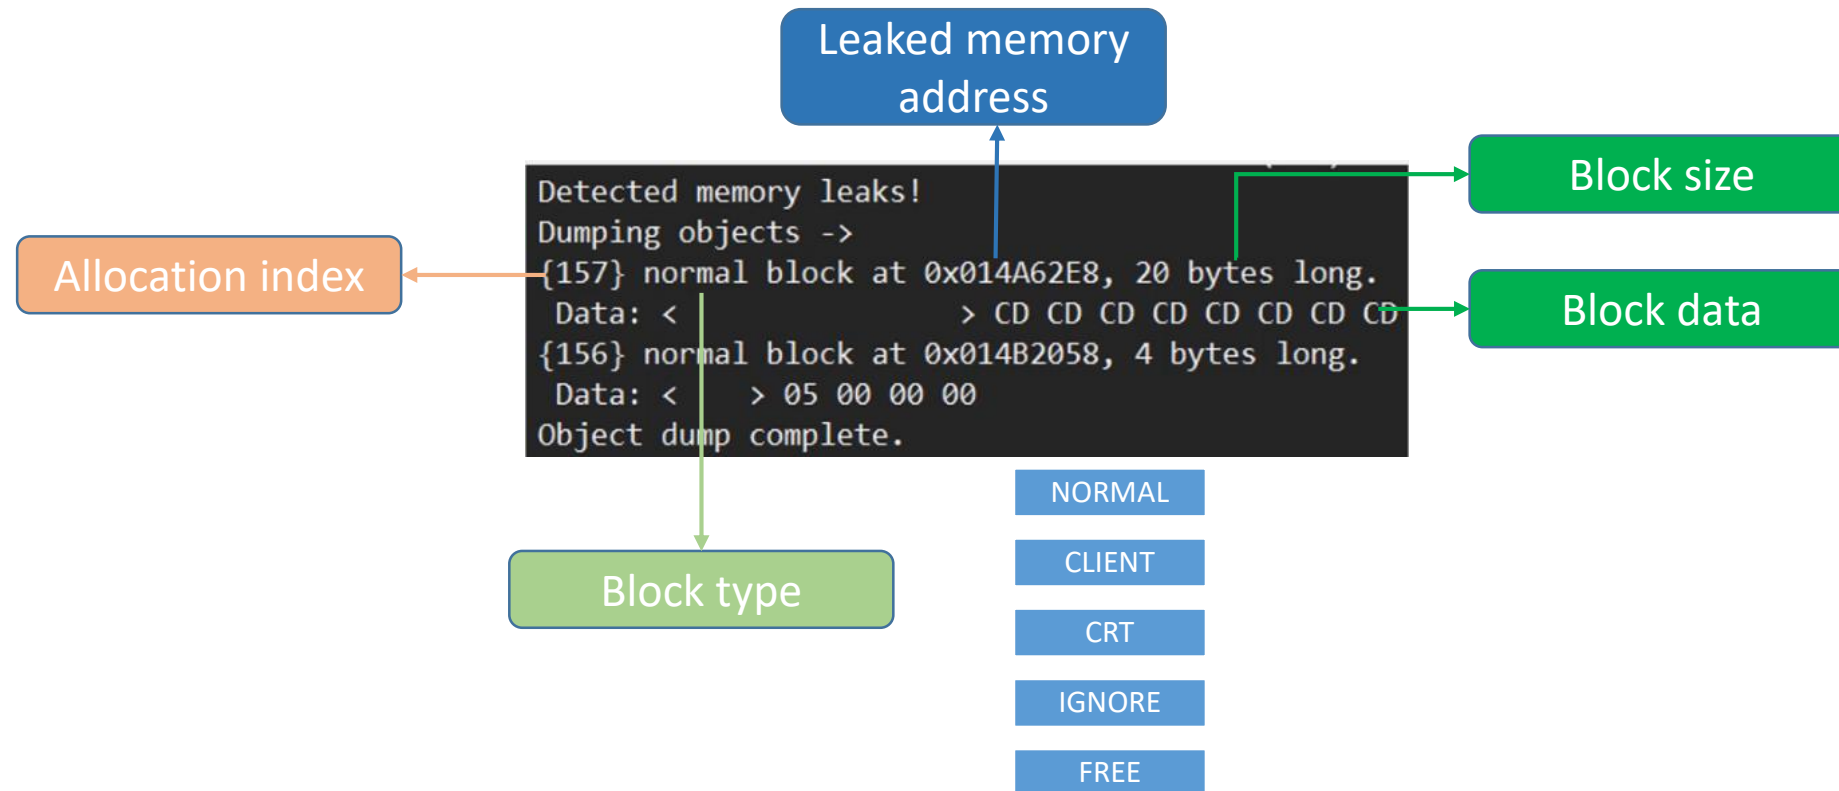 Leaked memory
address
Block size
Detected memory leaks!
Dumping objects ->
Allocation index
{157} normal block at 0x014A62E8, 20 bytes long.
Data: < > CD CD CD CD CD CD CD CD
Block data
{156} normal block at 0x014B2058, 4 bytes long.
Data: < > 05 00 00 00
Object dump complete.
NORMAL
CLIENT
Block type
CRT
IGNORE
FREE